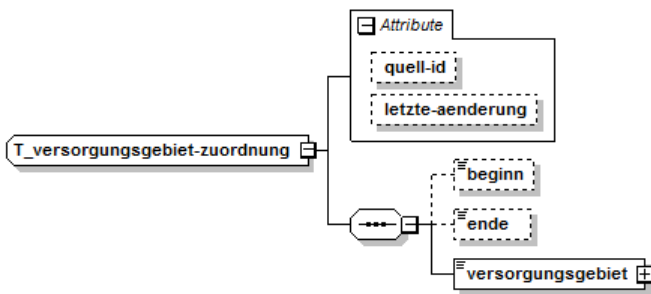 Attribute
quell-id
letzte-aenderung
T_versorgungsgebiet-zuordnung
beginn
ende
versorgungsgebiet